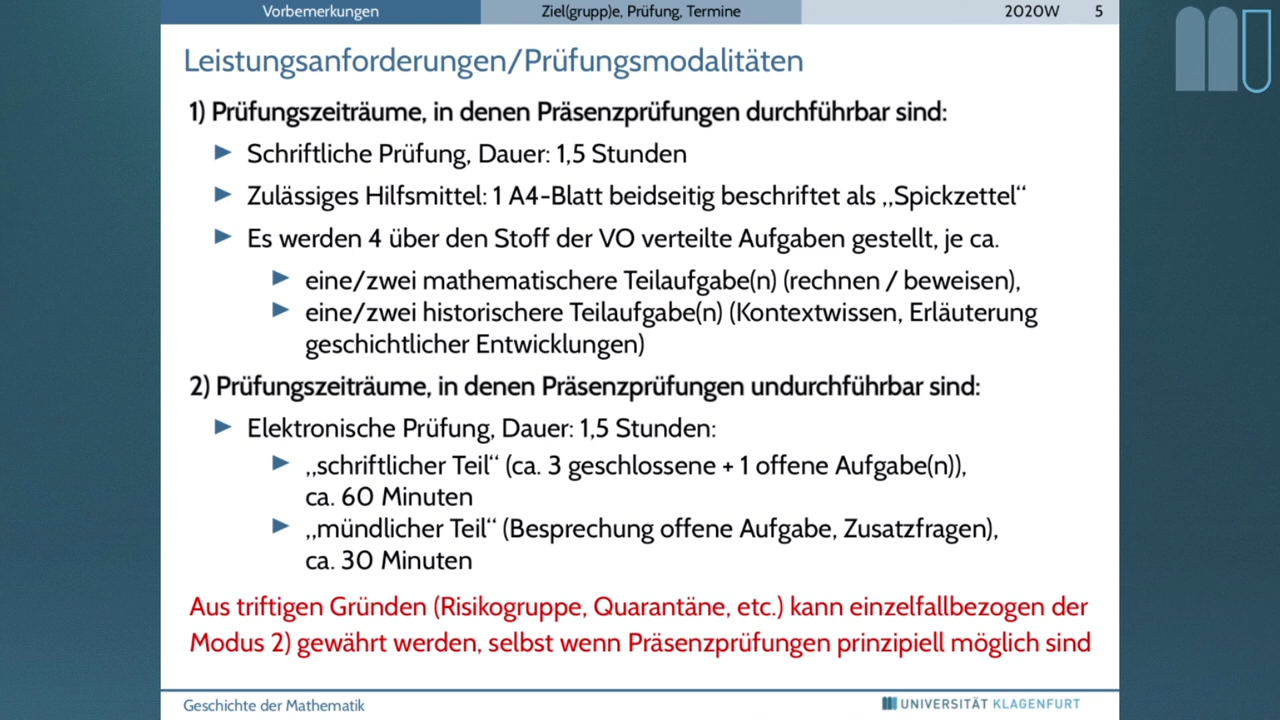 Vorbemerkungen Ziel(grupp)e, Prüfung, Termine 2020W 5
Leistungsanforderungen/Prüfungsmodalitäten
1) Prüfungszeiträume, in denen Präsenzprüfungen durchführbar sind:
Schriftliche Prüfung, Dauer: 1,5 Stunden
Zulässiges Hilfsmittel: 1 A4-Blatt beidseitig beschriftet als „Spickzettel“
Es werden 4 über den Stoff der VO verteilte Aufgaben gestellt, je ca.
eine/zwei mathematischere Teilaufgabe(n) (rechnen / beweisen),
eine/zwei historischere Teilaufgabe(n) (Kontextwissen, Erläuterung
geschichtlicher Entwicklungen)
2) Prüfungszeiträume, in denen Präsenzprüfungen undurchführbar sind:
Elektronische Prüfung, Dauer: 1,5 Stunden:
„schriftlicher Teil“ (ca. 3 geschlossene + 1 offene Aufgabe(n)),
ca. 60 Minuten
„mündlicher Teil“ (Besprechung offene Aufgabe, Zusatzfragen),
ca. 30 Minuten
Aus triftigen Gründen (Risikogruppe, Quarantäne, etc.) kann einzelfallbezogen der
Modus 2) gewährt werden, selbst wenn Präsenzprüfungen prinzipiell möglich sind
Geschichte der Mathematik UNIVERSITÄT KLAGENFURT